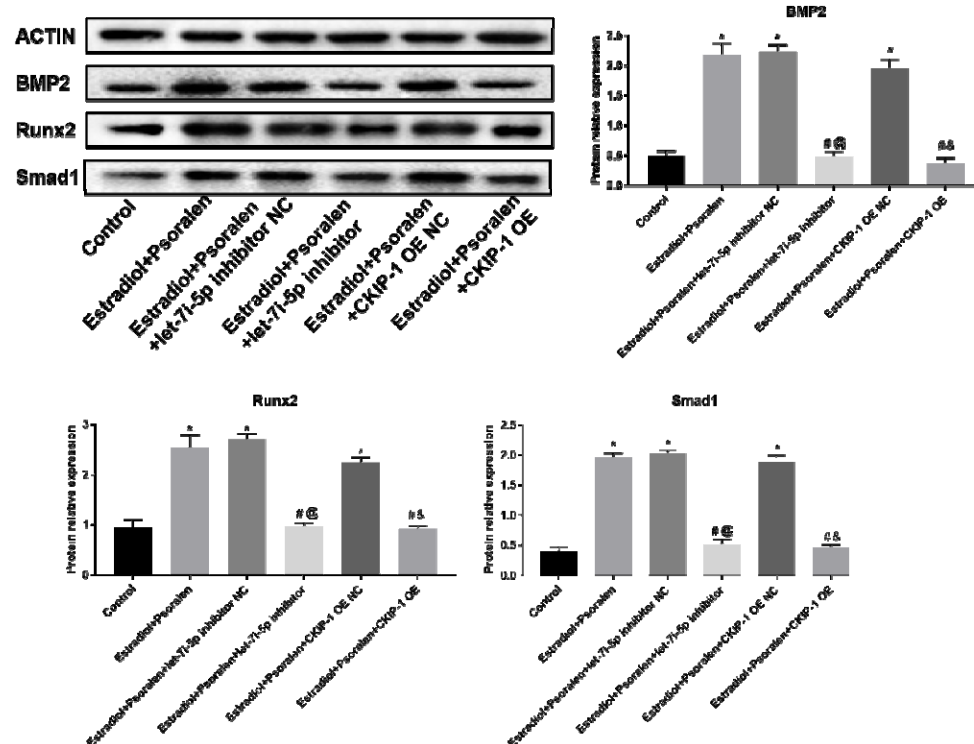 ACTIN
BMP2
Runx2
Smad1
Control
Estradiol+Psoralen
Estradiol+Psoralen
+let-7i-5p inhibitor NC
Estradiol+Psoralen
+let-7i-5p inhibitor
Estradiol+Psoralen
+CKIP-1 OE NC
Estradiol+Psoralen
+CKIP-1 OE
BMP2
Protein relative expression
2.5
2.0
1.5
1.0
0.5
0.0
*
*
#@
*
#&
Control
Estradiol+Psoralen
Estradiol+Psoralen+let-7i-5p inhibitor NC
Estradiol+Psoralen+let-7i-5p inhibitor
Estradiol+Psoralen+CKIP-1 OE NC
Estradiol+Psoralen+CKIP-1 OE
Runx2
Protein relative expression
3
2
1
0
*
*
#@
*
#&
Control
Estradiol+Psoralen
Estradiol+Psoralen+let-7i-5p inhibitor NC
Estradiol+Psoralen+let-7i-5p inhibitor
Estradiol+Psoralen+CKIP-1 OE NC
Estradiol+Psoralen+CKIP-1 OE
Smad1
Protein relative expression
2.5
2.0
1.5
1.0
0.5
0.0
*
*
#@
*
#&
Control
Estradiol+Psoralen
Estradiol+Psoralen+let-7i-5p inhibitor NC
Estradiol+Psoralen+let-7i-5p inhibitor
Estradiol+Psoralen+CKIP-1 OE NC
Estradiol+Psoralen+CKIP-1 OE